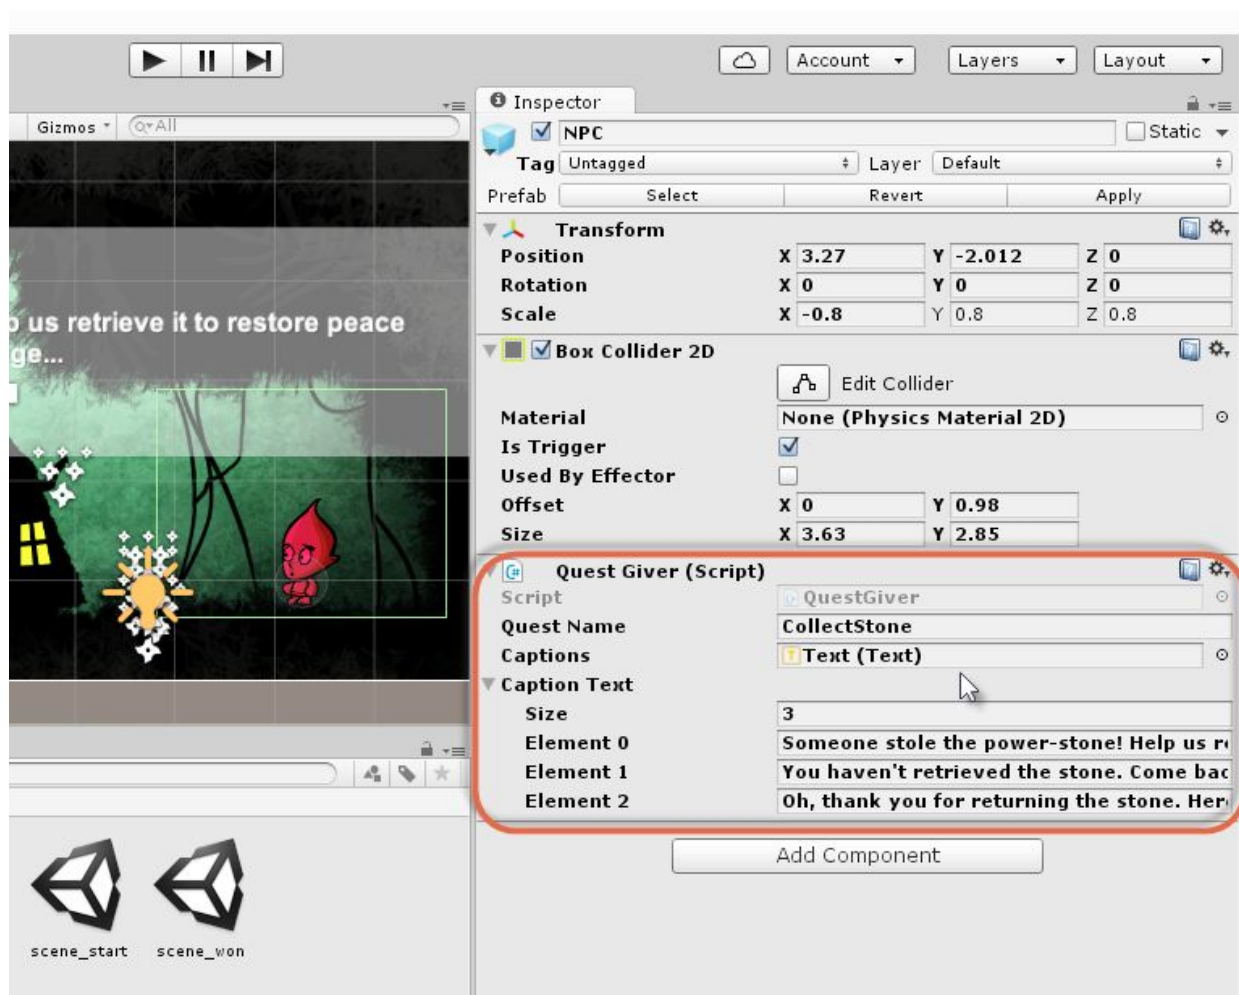 Account
Layers
Layout
Inspector
Gizmos
All
NPC
Static
Tag Untagged Layer Default
Prefab Select Revert Apply
Transform
Position X 3.27 Y -2.012 Z 0
Rotation X 0 Y 0 Z 0
Scale X -0.8 Y 0.8 Z 0.8
us retrieve it to restore peace
ge...
Box Collider 2D
Edit Collider
Material None (Physics Material 2D)
Is Trigger
Used By Effector
Offset X 0 Y 0.98
Size X 3.63 Y 2.85
Quest Giver (Script)
Script QuestGiver
Quest Name CollectStone
Captions Text (Text)
Caption Text
Size 3
Element 0 Someone stole the power-stone! Help us r
Element 1 You haven't retrieved the stone. Come bac
Element 2 Oh, thank you for returning the stone. Her
Add Component
scene_start scene_won